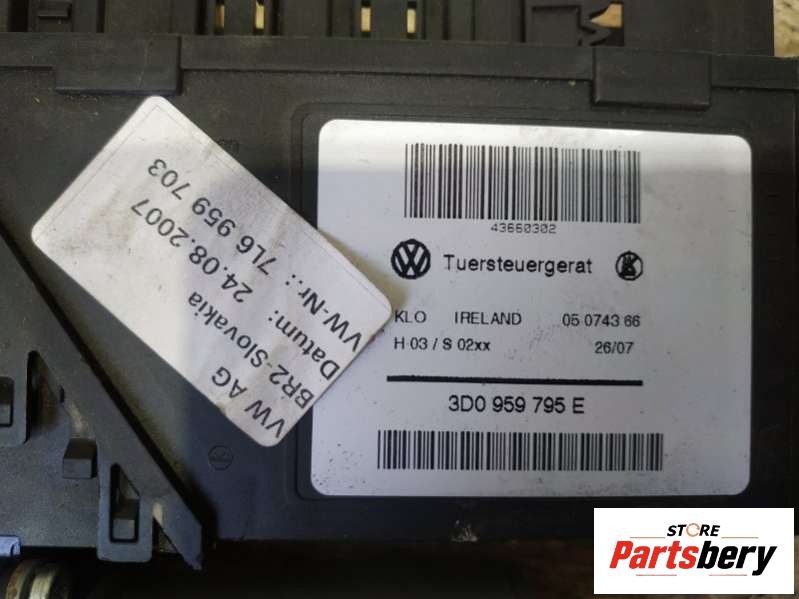 VW AG
BR2-Slovakia
Datum: 24.08.2007
VW-Nr.: 7L6 959 703
43660302
Tuersteuergerat
KLO IRELAND 05 0743 66
H 03 / S 02xx 26/07
3D0 959 795 E
STORE
Partsbery